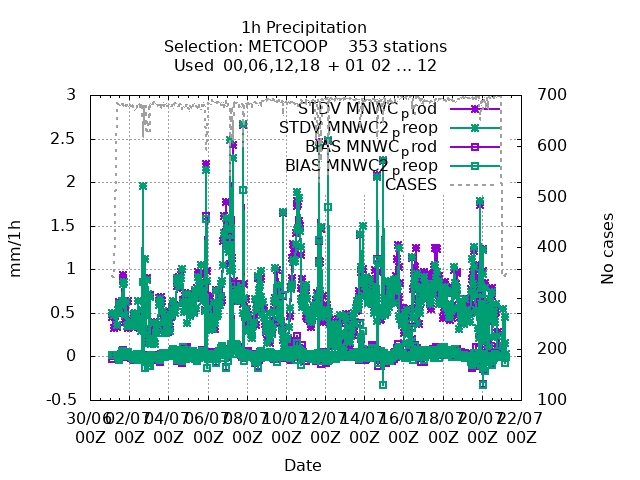 1h Precipitation
Selection: METCOOP 353 stations
Used 00,06,12,18 + 01 02 ... 12
3
2.5
2
1.5
1
0.5
0
-0.5
mm/1h
700
600
500
400
300
200
100
No cases
STDV MNWC_prod
STDV MNWC2_preop
BIAS MNWC_prod
BIAS MNWC2_preop
CASES
30/06 02/07 04/07 06/07 08/07 10/07 12/07 14/07 16/07 18/07 20/07 22/07
00Z 00Z 00Z 00Z 00Z 00Z 00Z 00Z 00Z 00Z 00Z 00Z
Date